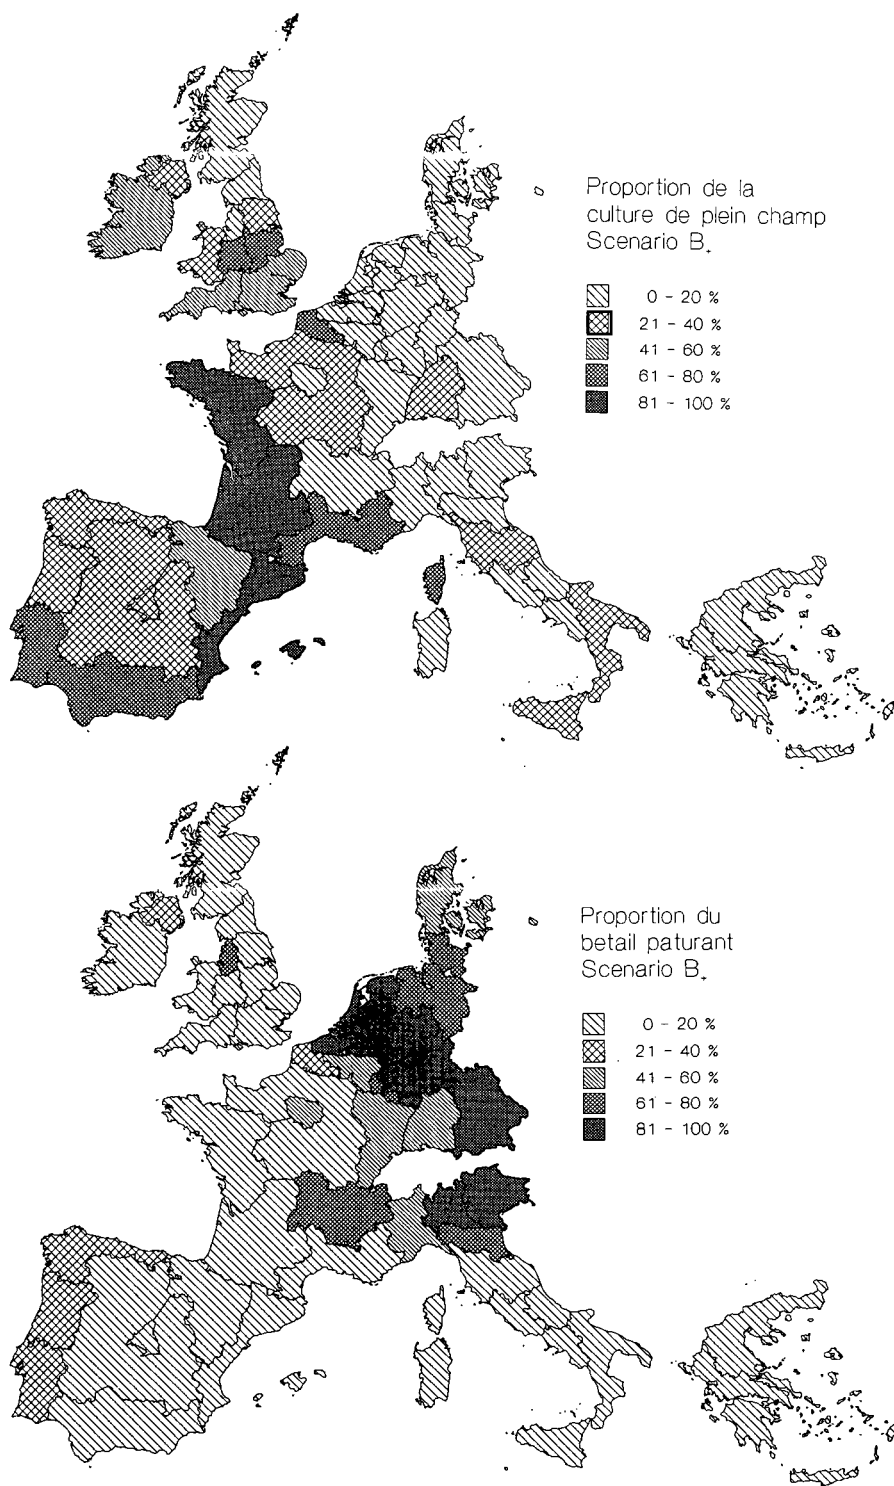 Proportion de la
culture de plein champ
Scenario B+
0 - 20 %
21 - 40 %
41 - 60 %
61 - 80 %
81 - 100 %
Proportion du
betail paturant
Scenario B+
0 - 20 %
21 - 40 %
41 - 60 %
61 - 80 %
81 - 100 %